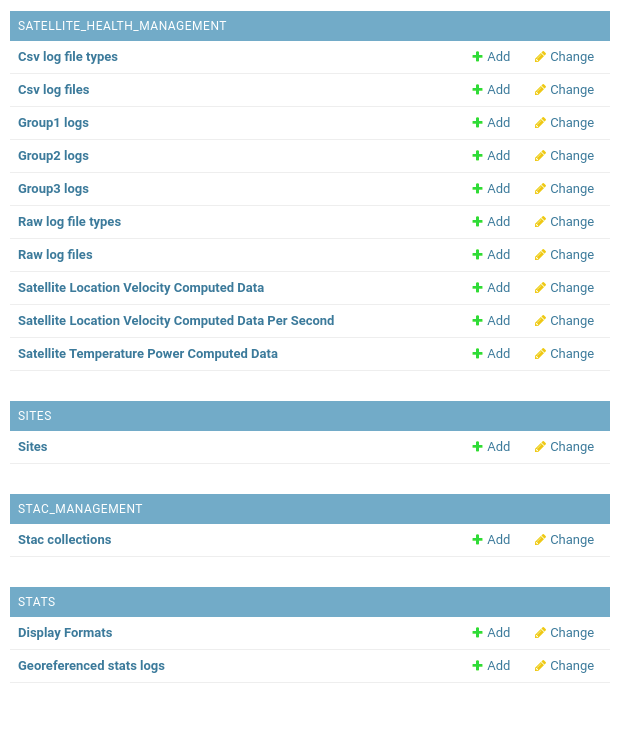 SATELLITE_HEALTH_MANAGEMENT
Csv log file types Add Change
Csv log files Add Change
Group1 logs Add Change
Group2 logs Add Change
Group3 logs Add Change
Raw log file types Add Change
Raw log files Add Change
Satellite Location Velocity Computed Data Add Change
Satellite Location Velocity Computed Data Per Second Add Change
Satellite Temperature Power Computed Data Add Change
SITES
Sites Add Change
STAC_MANAGEMENT
Stac collections Add Change
STATS
Display Formats Add Change
Georeferenced stats logs Add Change